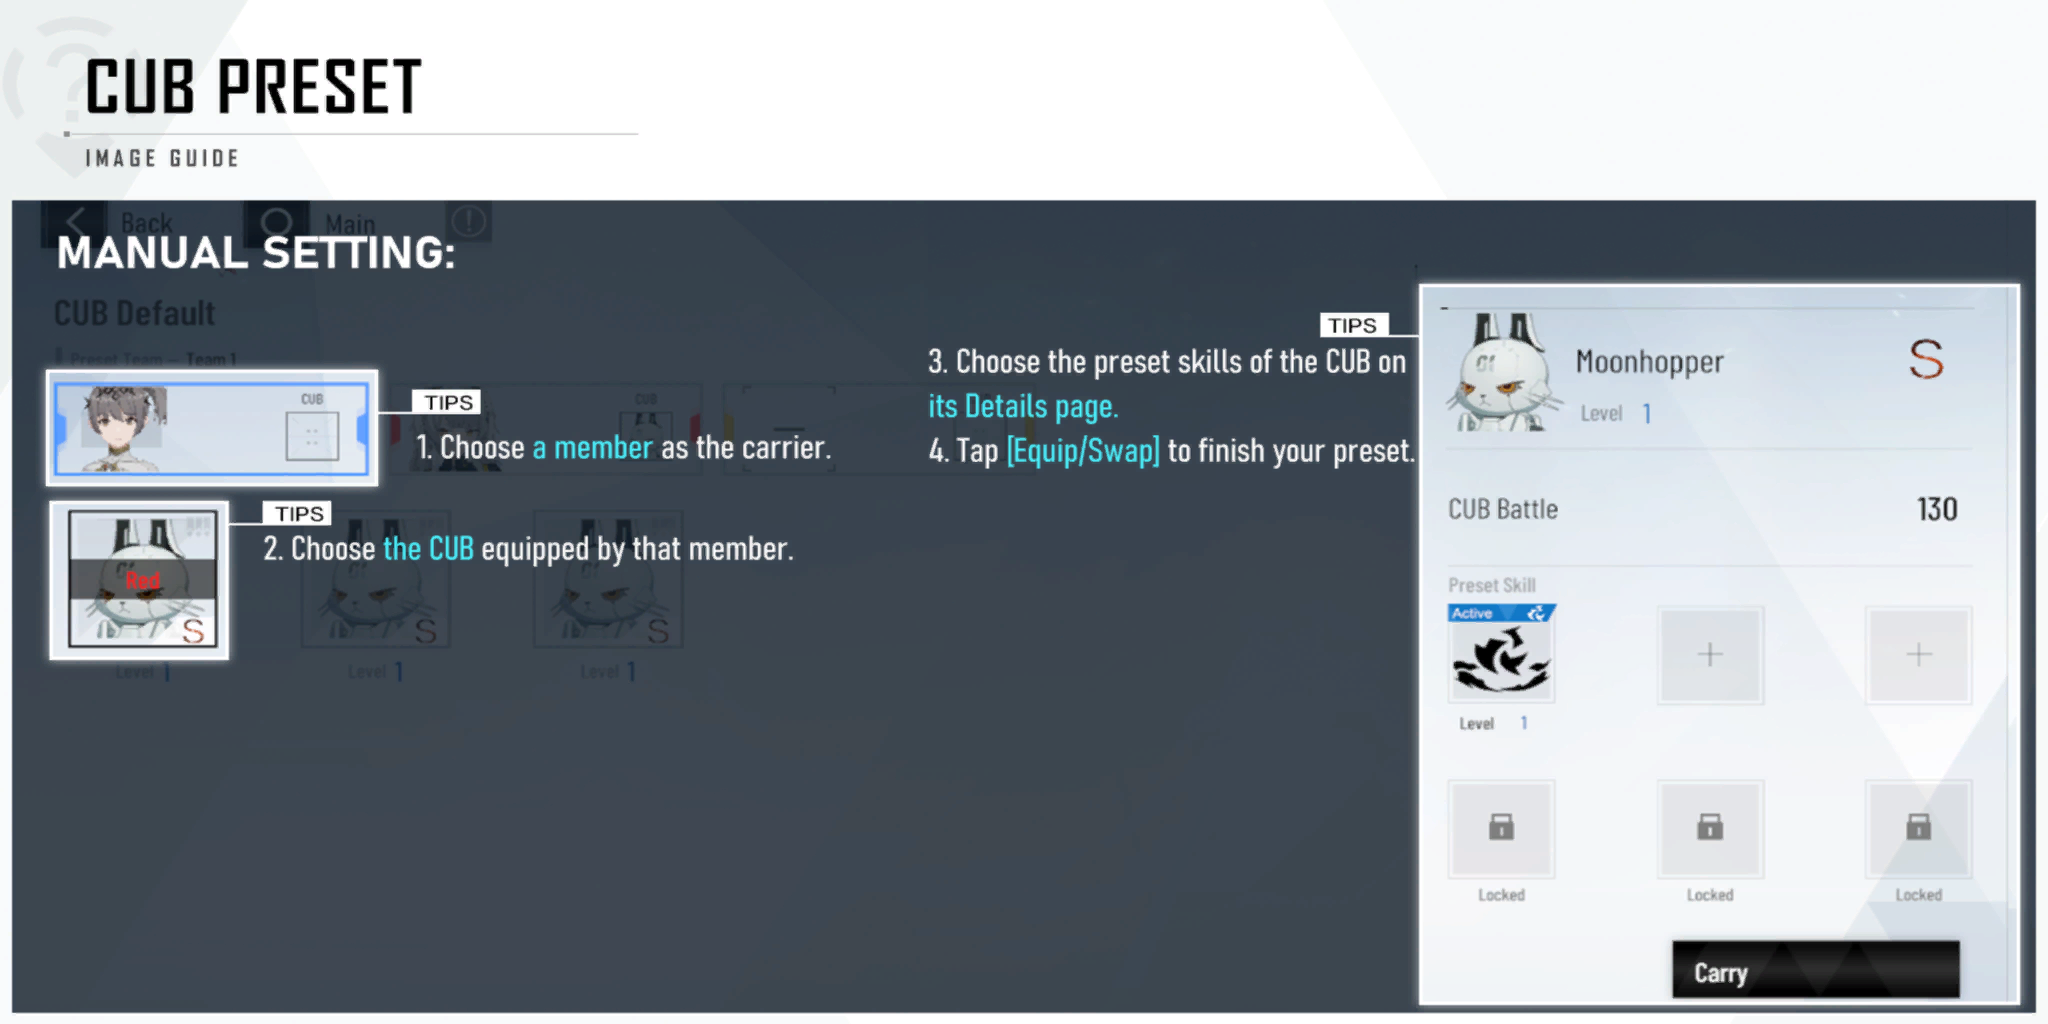 CUB PRESET
IMAGE GUIDE
Back
Main
MANUAL SETTING:
CUB Default
Preset Team – Team 1
CUB
TIPS
CUB
1. Choose a member as the carrier.
TIPS
2. Choose the CUB equipped by that member.
Red
S
S
S
Level 1
Level 1
Level 1
TIPS
3. Choose the preset skills of the CUB on
its Details page.
4. Tap [Equip/Swap] to finish your preset.
01
Moonhopper
S
Level 1
CUB Battle 130
Preset Skill
Active
Level 1
Locked
Locked
Locked
Carry